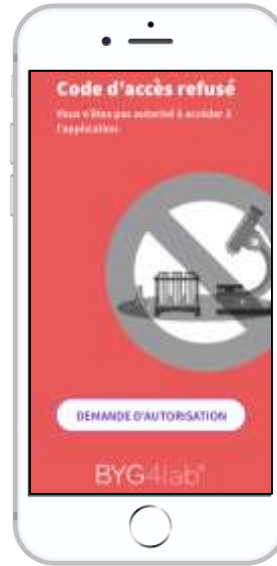 Code d'accès refusé
Vous n'êtes pas autorisé à accéder à
l'application.
DEMANDE D'AUTORISATION
BYG4lab®